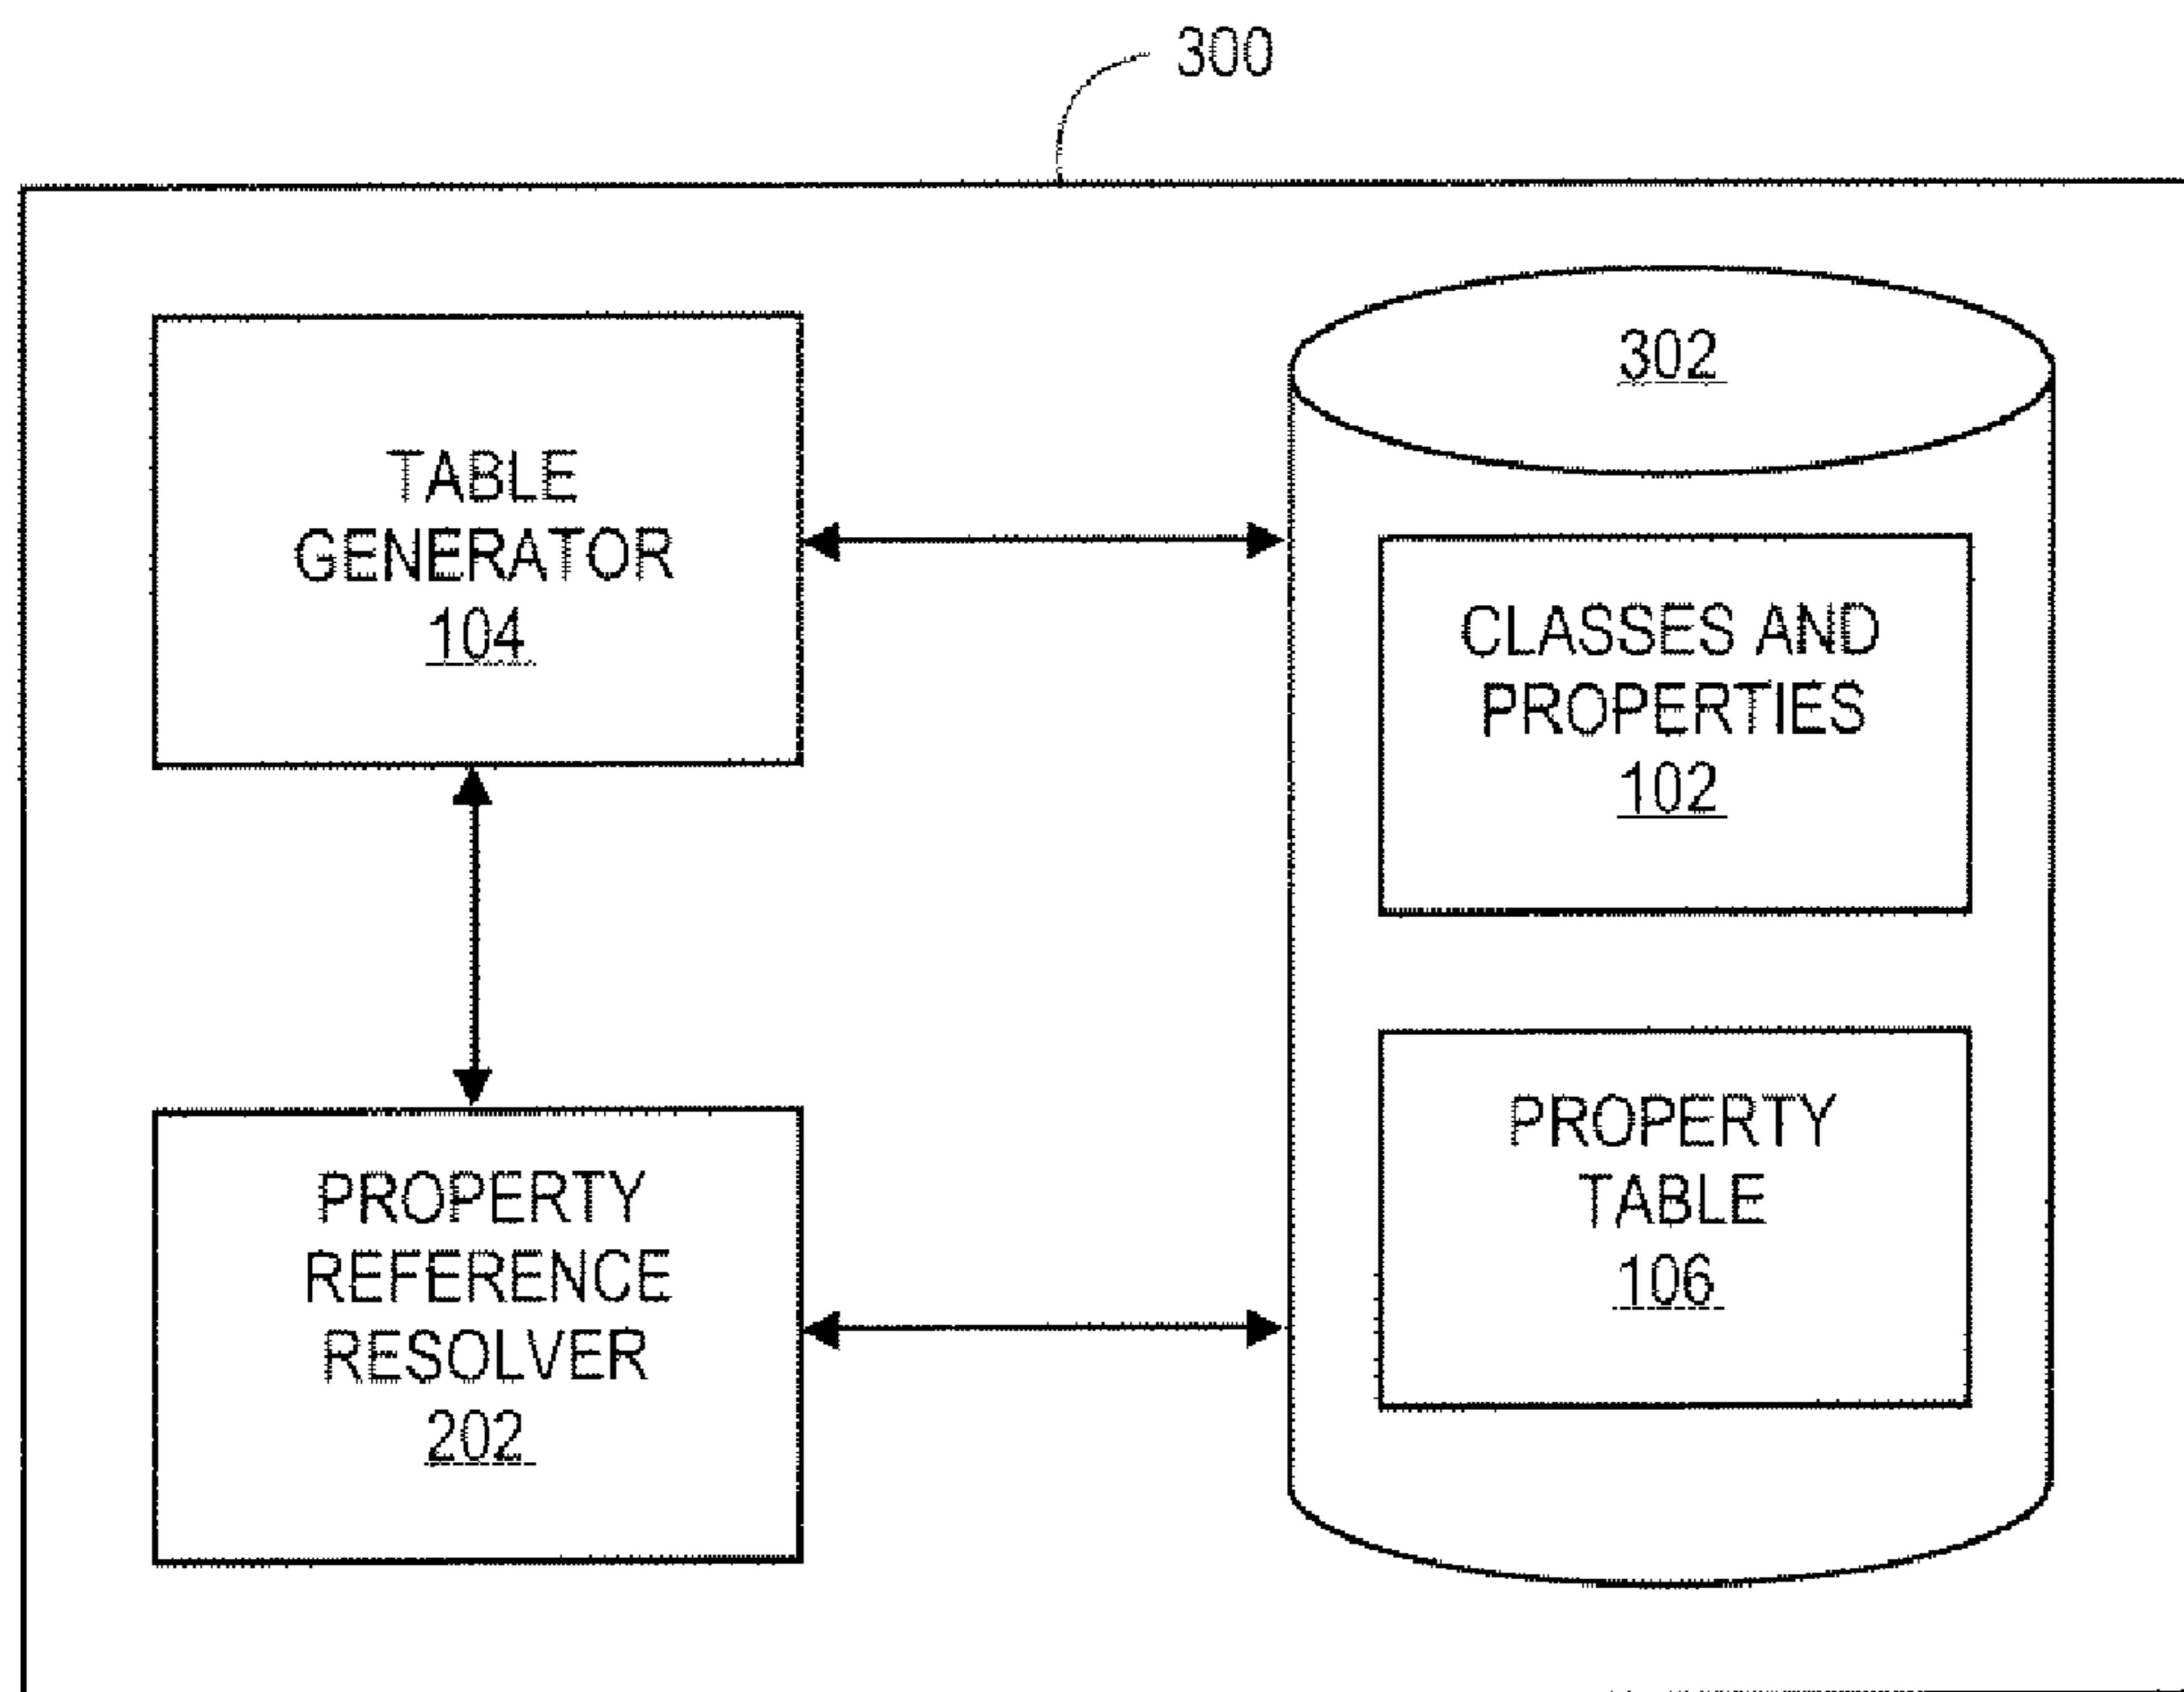 300
TABLE
GENERATOR
104
302
CLASSES AND
PROPERTIES
102
PROPERTY
REFERENCE
RESOLVER
202
PROPERTY
TABLE
106